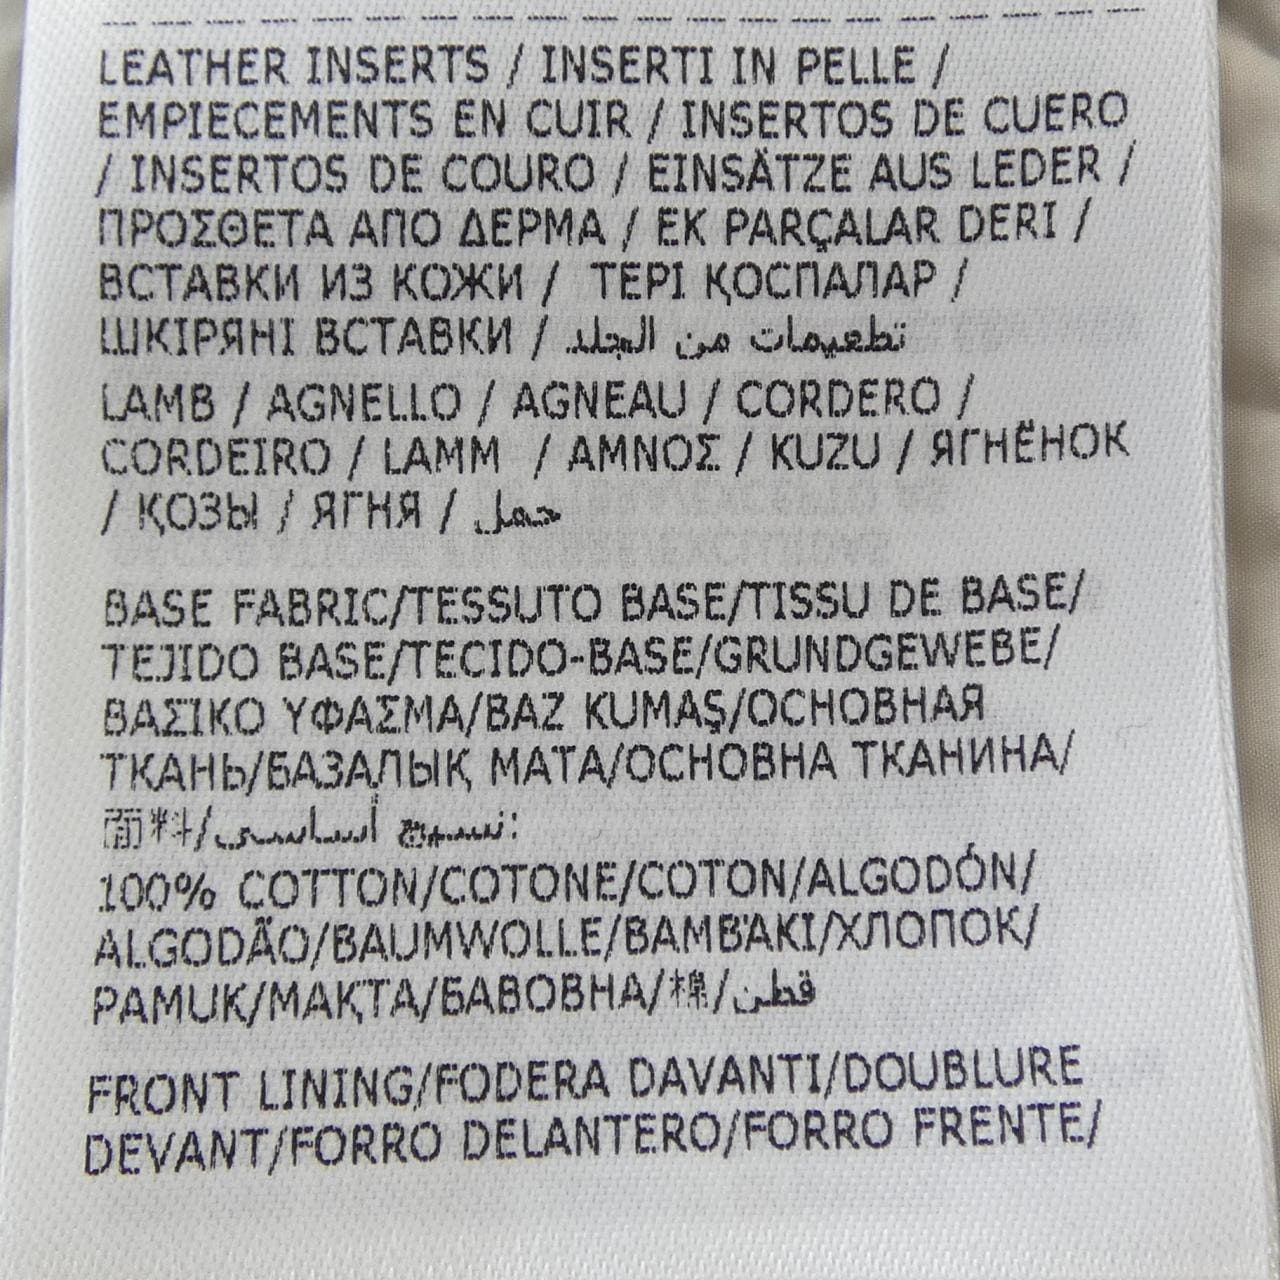 LEATHER INSERTS / INSERTI IN PELLE /
EMPIECEMENTS EN CUIR / INSERTOS DE CUERO
/ INSERTOS DE COURO / EINSÄTZE AUS LEDER /
ΠΡΟΣΘΕΤΑ ΑΠΟ ΔΕΡΜΑ / EK PARÇALAR DERI /
ВСТАВКИ ИЗ КОЖИ / ТЕРІ ҚОСПАЛАР /
ШКІРЯНІ ВСТАВКИ / تطعيمات من الجلد
LAMB / AGNELLO / AGNEAU / CORDERO /
CORDEIRO / LAMM / ΑΜΝΟΣ / KUZU / ЯГНЁНОК
/ ҚОЗЫ / ЯГНЯ / حمل
BASE FABRIC/TESSUTO BASE/TISSU DE BASE/
TEJIDO BASE/TECIDO-BASE/GRUNDGEWEBE/
ΒΑΣΙΚΟ ΥΦΑΣΜΑ/BAZ KUMAŞ/ОСНОВНАЯ
ТКАНЬ/БАЗАЛЫҚ МАТА/ОСНОВНА ТКАНИНА/
面料/نسيج أساسي:
100% COTTON/COTONE/COTON/ALGODÓN/
ALGODÃO/BAUMWOLLE/ΒΑΜΒΆΚΙ/ХЛОПОК/
PAMUK/МАҚТА/БАВОВНА/棉/قطن
FRONT LINING/FODERA DAVANTI/DOUBLURE
DEVANT/FORRO DELANTERO/FORRO FRENTE/